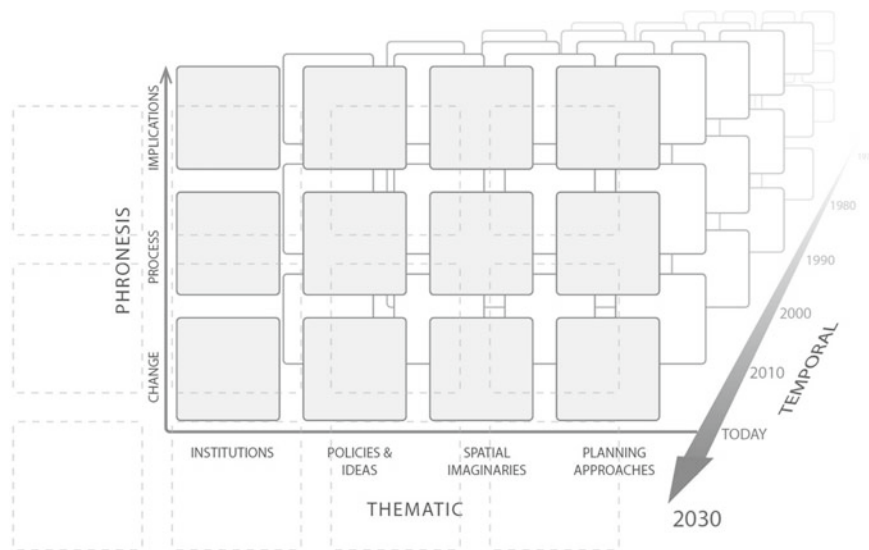 IMPLICATIONS
PROCESS
CHANGE
PHRONESIS
INSTITUTIONS
POLICIES &
IDEAS
SPATIAL
IMAGINARIES
PLANNING
APPROACHES
THEMATIC
1980
1990
2000
2010
TODAY
2030
TEMPORAL